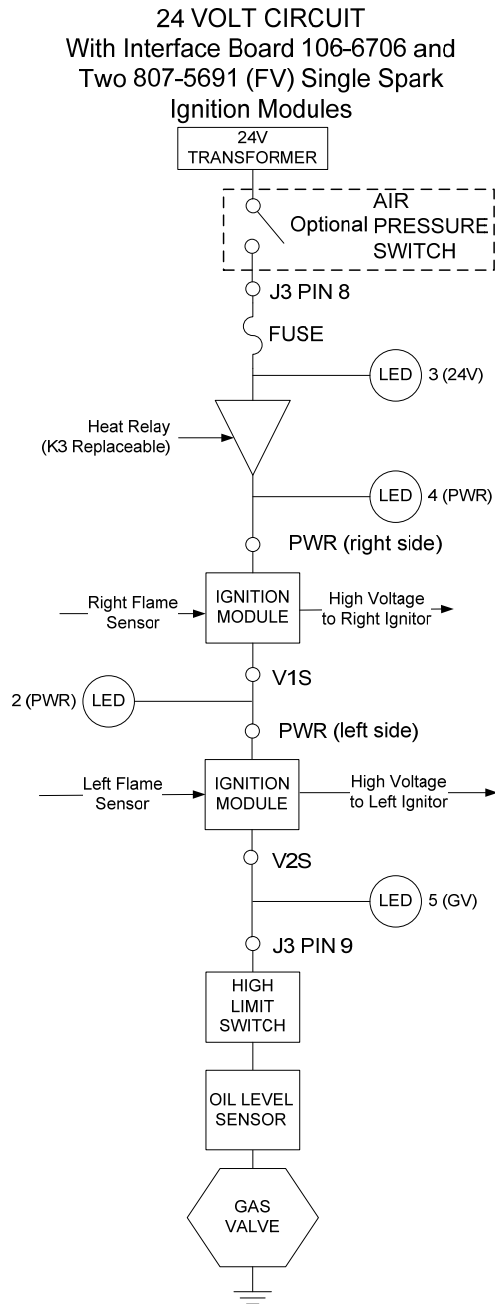 24 VOLT CIRCUIT
With Interface Board 106-6706 and
Two 807-5691 (FV) Single Spark
Ignition Modules
24V
TRANSFORMER
Optional
AIR
PRESSURE
SWITCH
J3 PIN 8
FUSE
LED
3 (24V)
Heat Relay
(K3 Replaceable)
LED
4 (PWR)
PWR (right side)
Right Flame
Sensor
IGNITION
MODULE
High Voltage
to Right Ignitor
V1S
2 (PWR)
LED
PWR (left side)
Left Flame
Sensor
IGNITION
MODULE
High Voltage
to Left Ignitor
V2S
LED
5 (GV)
J3 PIN 9
HIGH
LIMIT
SWITCH
OIL LEVEL
SENSOR
GAS
VALVE